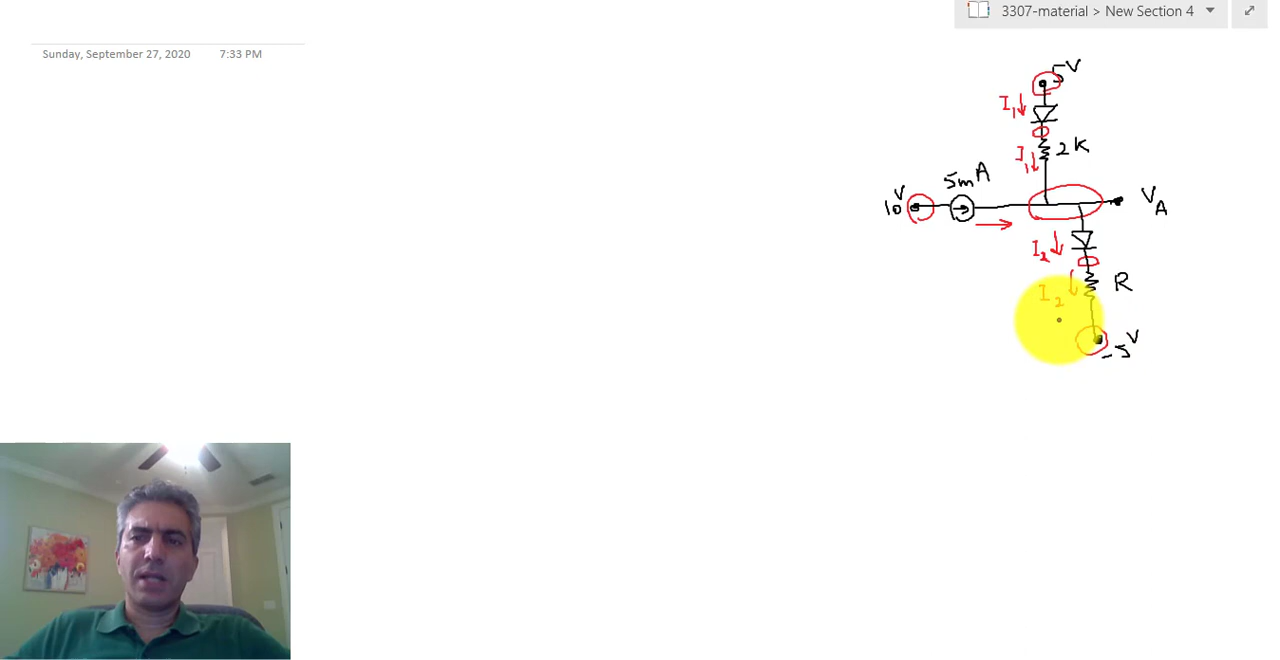 3307-material > New Section 4
Sunday, September 27, 2020 7:33 PM
5V
I1
I1
2K
5mA
10V
VA
I2
I2
R
-5V